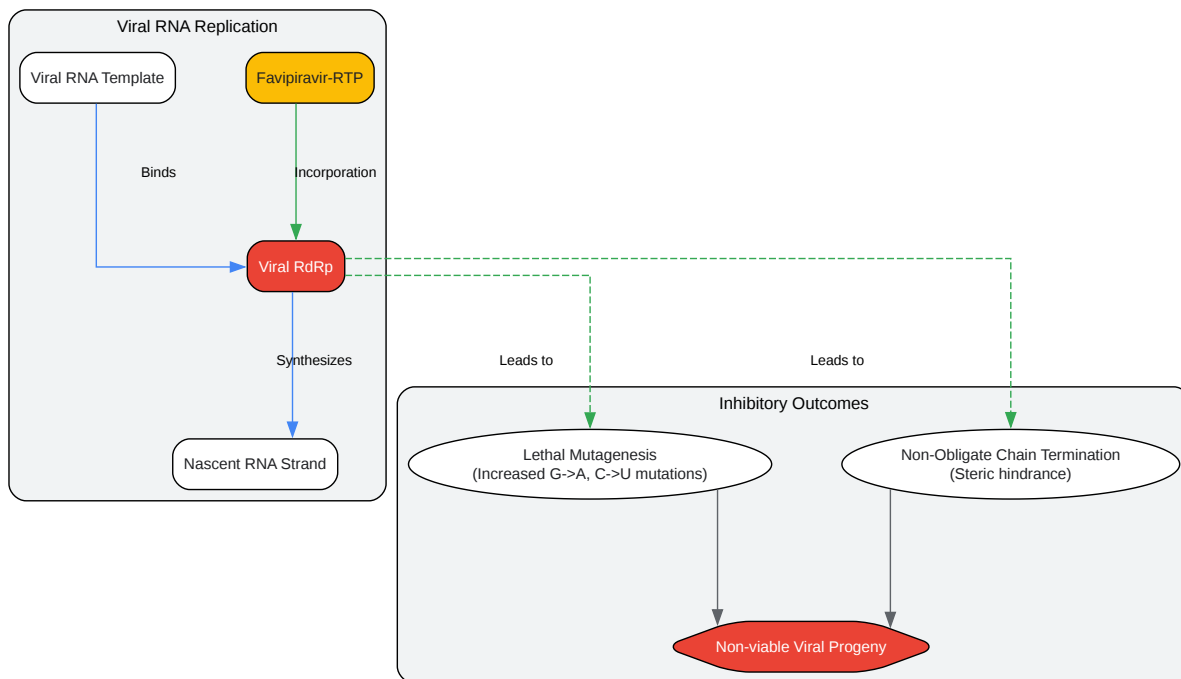 Viral RNA Replication
Viral RNA Template
Favipiravir-RTP
Binds
Incorporation
Viral RdRp
Synthesizes
Leads to
Leads to
Inhibitory Outcomes
Nascent RNA Strand
Lethal Mutagenesis
(Increased G->A, C->U mutations)
Non-Obligate Chain Termination
(Steric hindrance)
Non-viable Viral Progeny